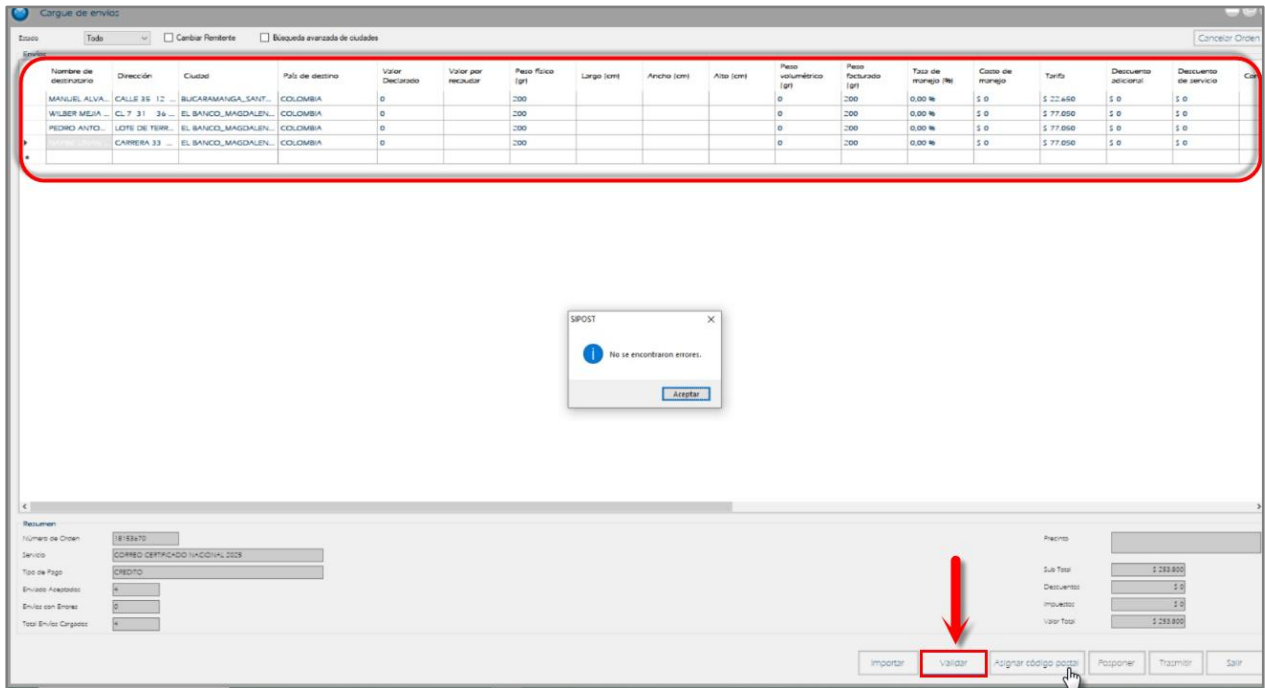 Cargue de envíos
Estado Todo Cambiar Remitente Búsqueda avanzada de ciudades Cancelar Orden
Envíos
Nombre de destinatario Dirección Ciudad País de destino Valor Declarado Valor por recaudar Peso físico (gr) Largo (cm) Ancho (cm) Alto (cm) Peso volumétrico (gr) Peso facturado (gr) Tasa de manejo (%) Costo de manejo Tarifa Descuento adicional Descuento de servicio
MANUEL ALVA... CALLE 35 12 ... BUCARAMANGA_SANT... COLOMBIA 0 200 0 200 0,00 % $ 0 $ 22.650 $ 0 $ 0
WILBER MEJIA ... CL 7 31 36 ... EL BANCO_MAGDALEN... COLOMBIA 0 200 0 200 0,00 % $ 0 $ 77.050 $ 0 $ 0
PEDRO ANTO... LOTE DE TERR... EL BANCO_MAGDALEN... COLOMBIA 0 200 0 200 0,00 % $ 0 $ 77.050 $ 0 $ 0
CARRERA 33 ... EL BANCO_MAGDALEN... COLOMBIA 0 200 0 200 0,00 % $ 0 $ 77.050 $ 0 $ 0
SIPOST
No se encontraron errores.
Aceptar
Resumen
Número de Orden 18153670 Precinto
Servicio CORREO CERTIFICADO NACIONAL 2025
Tipo de Pago CREDITO Sub Total $ 253.800
Envíos Aceptados 4 Descuentos $ 0
Envíos con Errores 0 Impuestos $ 0
Total Envíos Cargados 4 Valor Total $ 253.800
Importar Validar Asignar código postal Posponer Trasmitir Salir